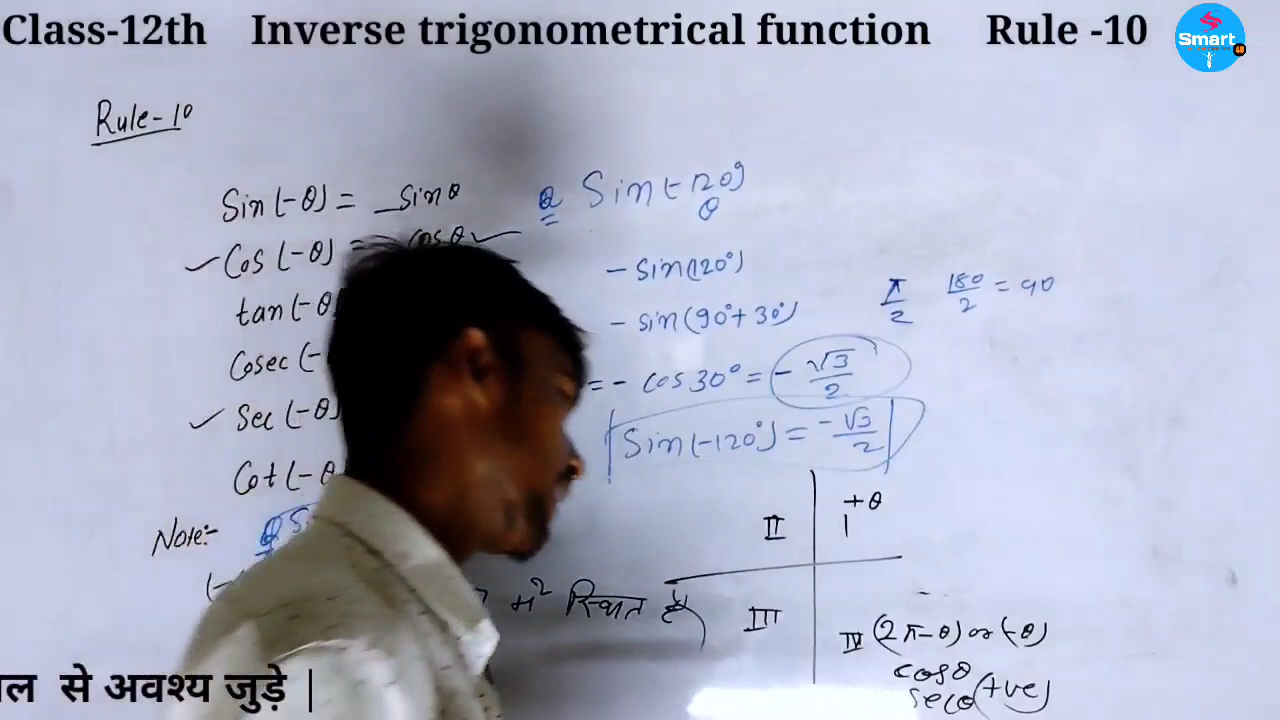 Class-12th Inverse trigonometrical function Rule -10
Smart
Rule-10
Sin(-θ) = -Sinθ
Cos(-θ) = cosθ
tan(-θ
Cosec(-
Sec(-θ)
Cot(-θ
Note:-
Q Sin(-120°)
θ
-sin(120°)
-sin(90°+30°)
= -cos30° = -√3/2
Sin(-120°) = -√3/2
π/2 180/2 = 90
II
+θ
I
III
IV (2π-θ) or (-θ)
cosθ
secθ (+ve)
में स्थित है)
से अवश्य जुड़े |